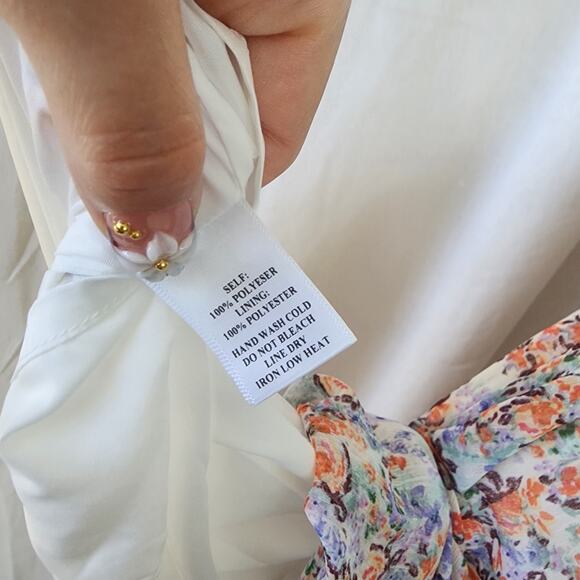 SELF:
100% POLYESER
LINING:
100% POLYESTER
HAND WASH COLD
DO NOT BLEACH
LINE DRY
IRON LOW HEAT